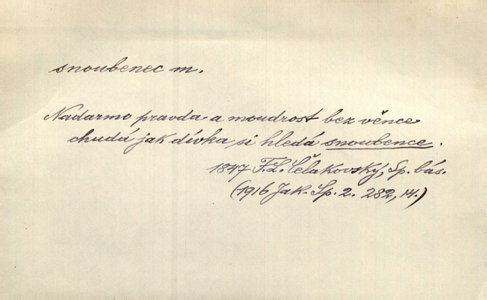 snoubenec m.
Nadarmo pravda a moudrost bez věnce
chudá jak dívka si hledá snoubence.
1847 F. L. Čelakovský, Sp. bás.
(1916 Jak. Sp. 2. 282, 14.)